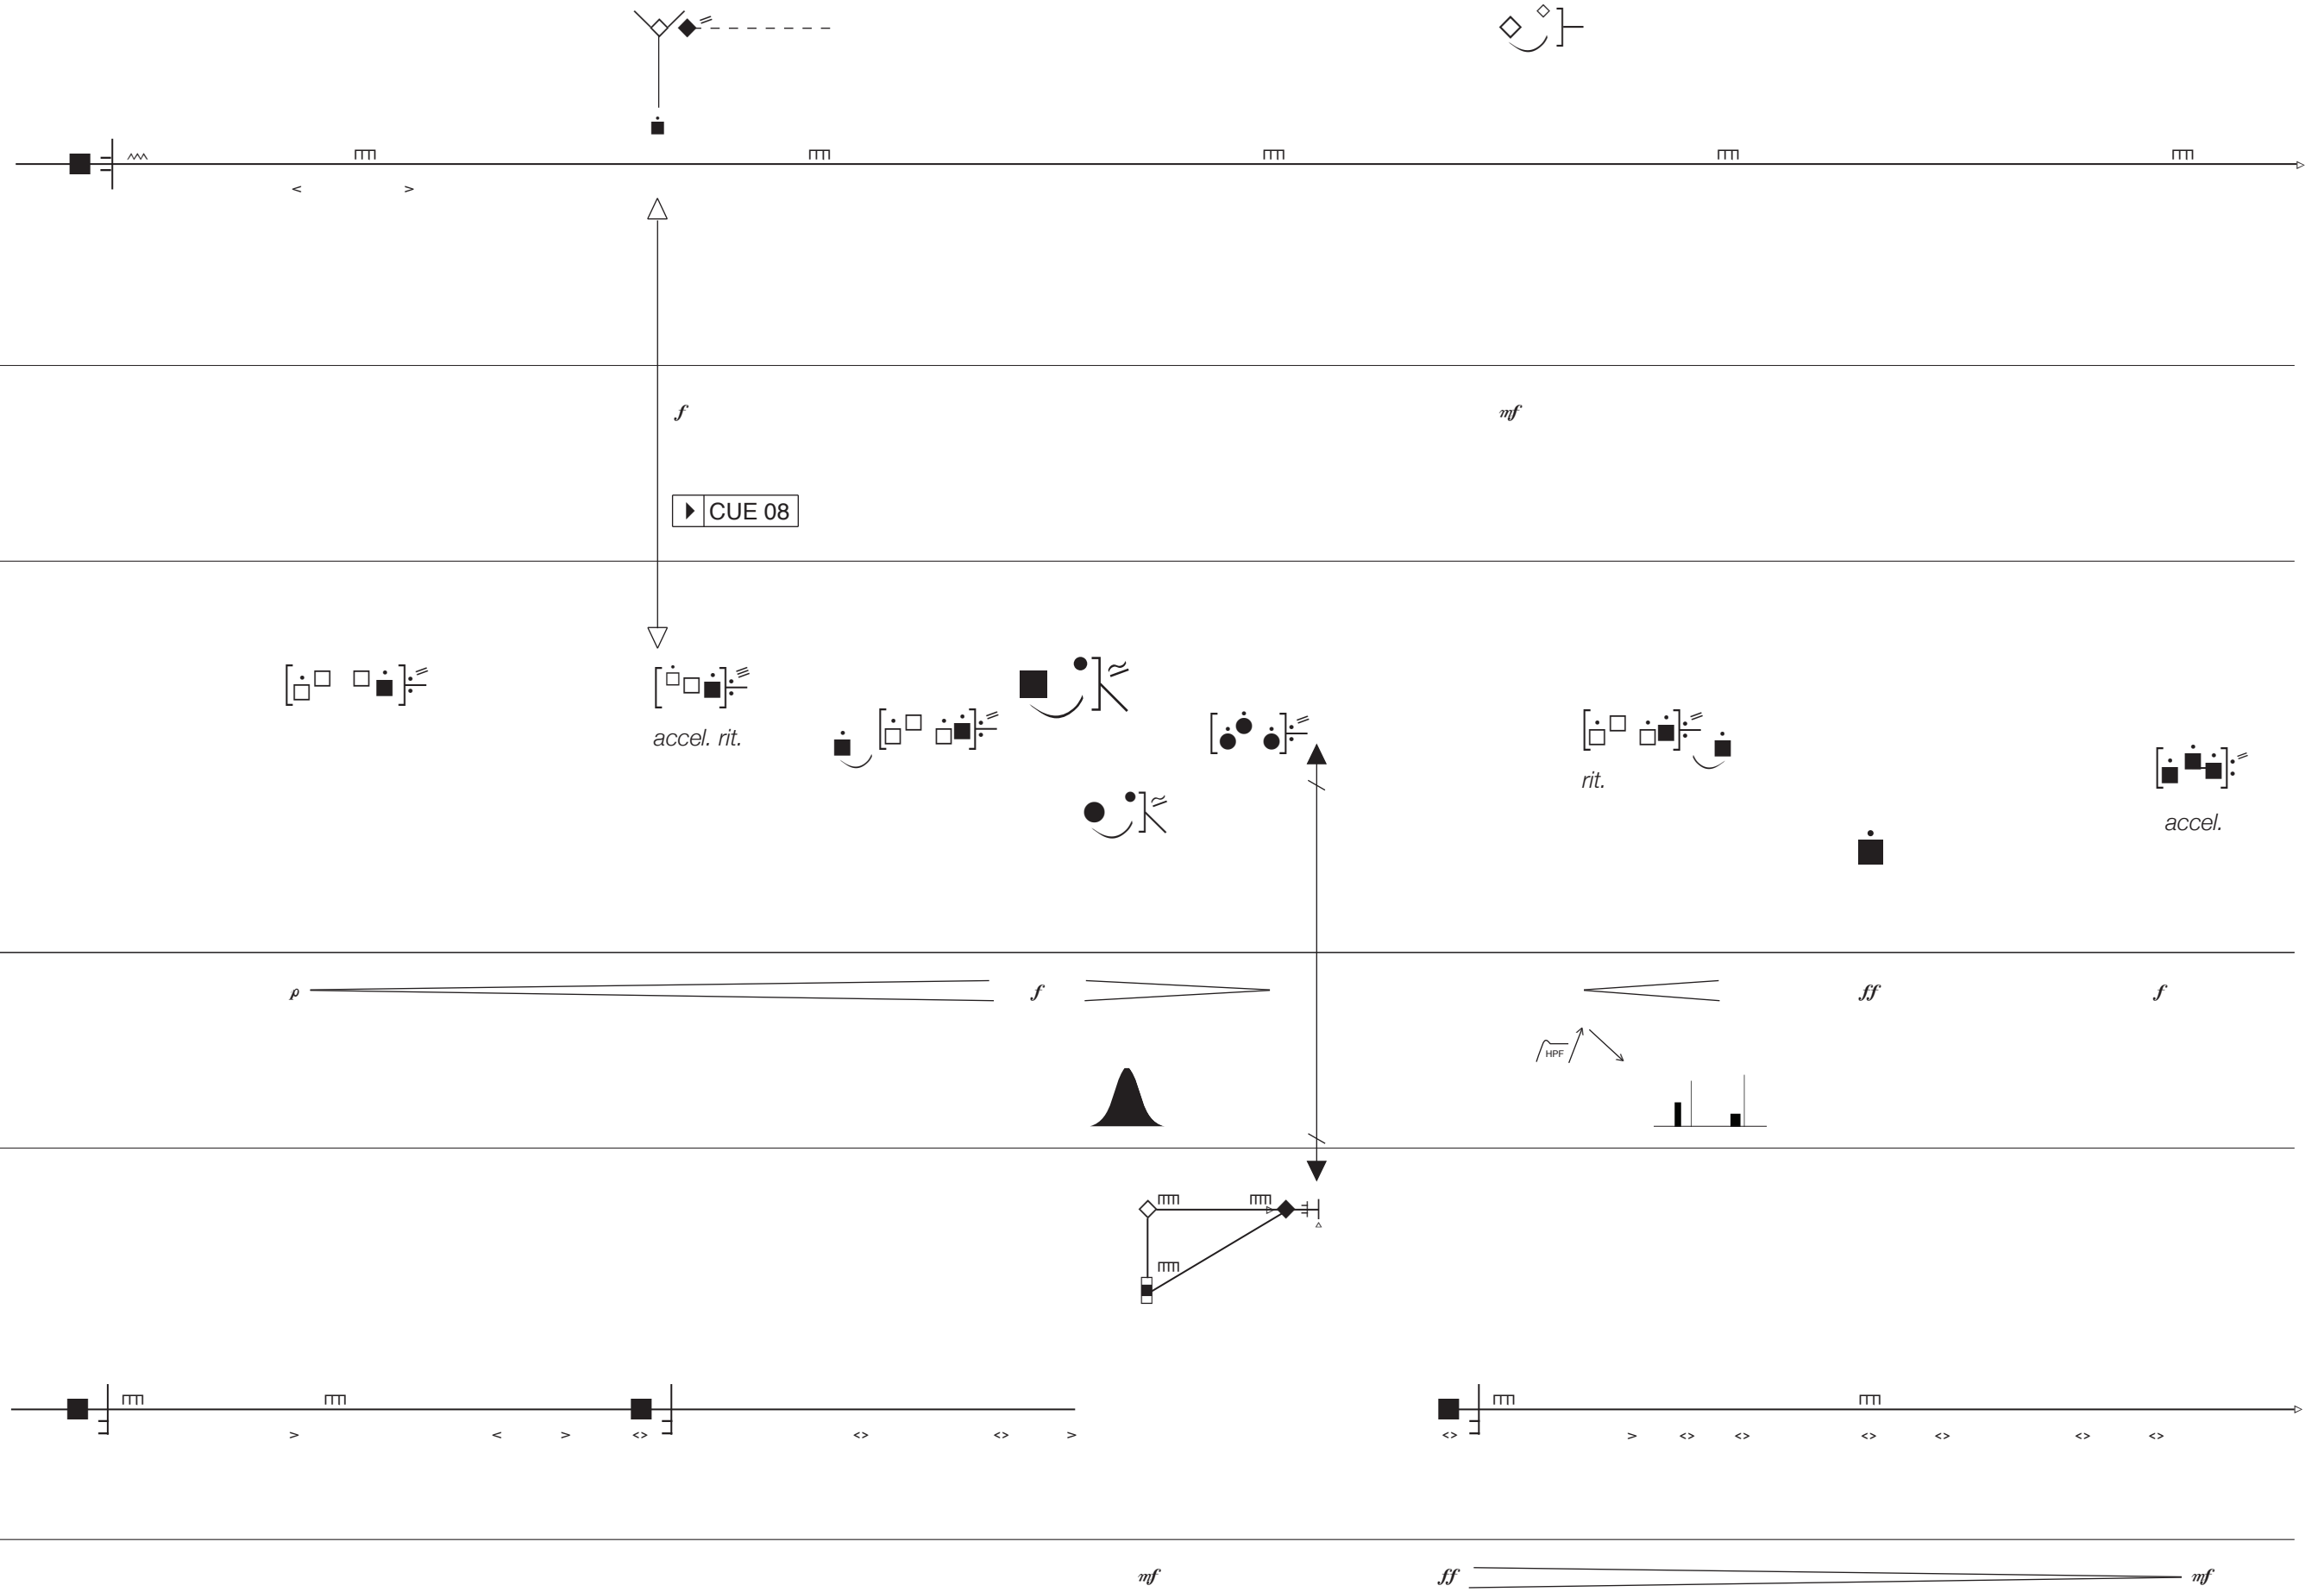 f mf
CUE 08
accel. rit.
rit.
accel.
p f ff f
HPF
mf ff mf